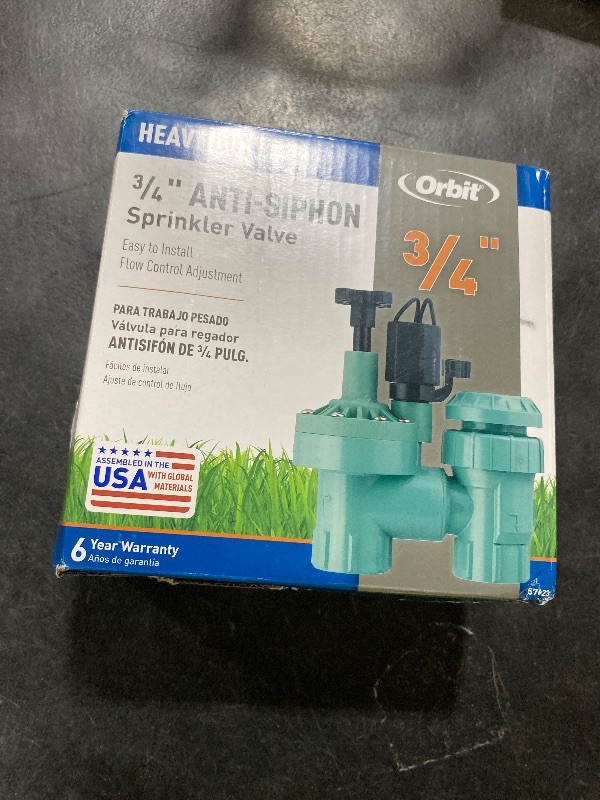 HEAVY
Orbit
3/4" ANTI-SIPHON
Sprinkler Valve
3/4"
Easy to Install
Flow Control Adjustment
PARA TRABAJO PESADO
Válvula para regador
ANTISIFÓN DE 3/4 PULG.
Fáciles de instalar
Ajuste de control de flujo
★★★★★
ASSEMBLED IN THE
USA WITH GLOBAL
MATERIALS
6 Year Warranty
Años de garantía